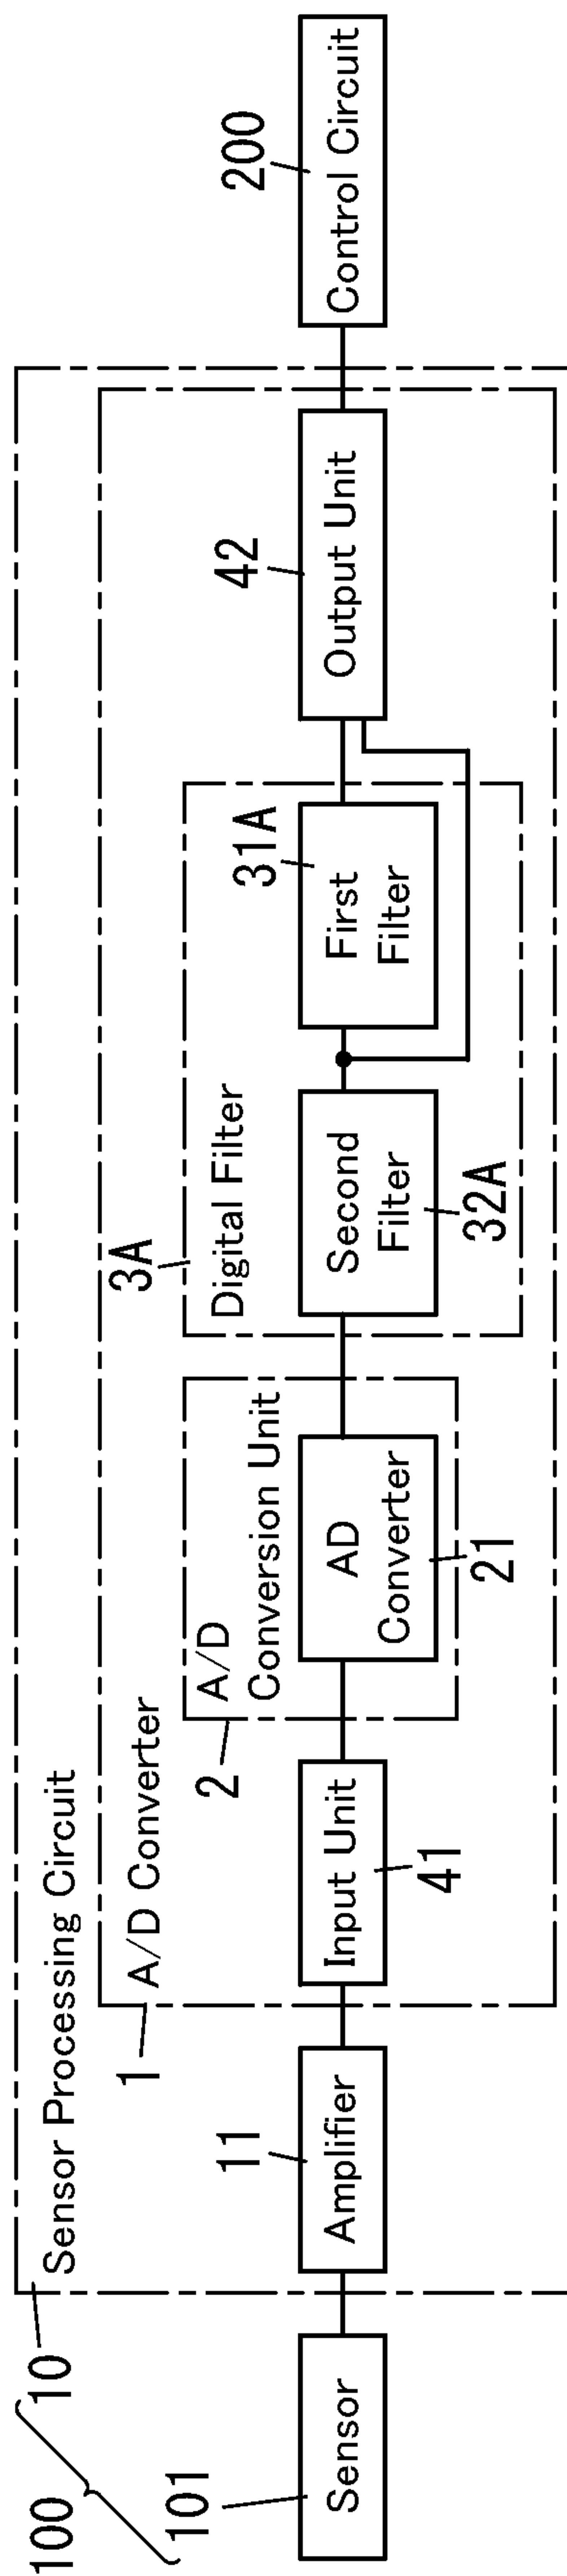 100
10
Sensor Processing Circuit
101
Sensor
11
Amplifier
1
A/D Converter
41
Input Unit
2
A/D
Conversion Unit
AD
Converter
21
3A
Digital Filter
Second
Filter
32A
31A
First
Filter
42
Output Unit
200
Control Circuit